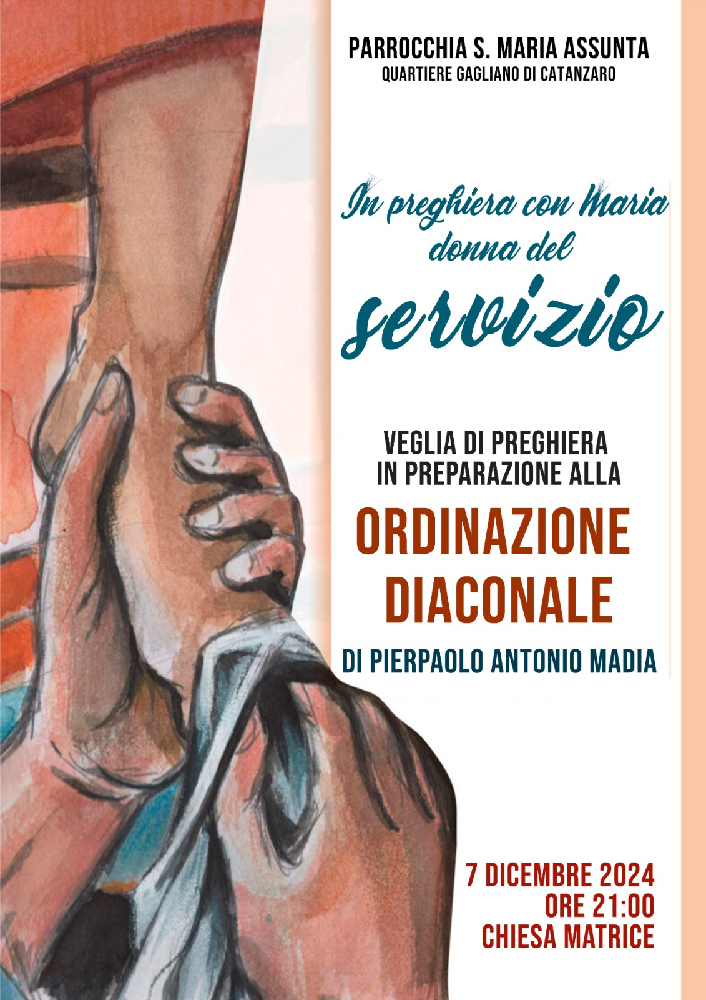 PARROCCHIA S. MARIA ASSUNTA
QUARTIERE GAGLIANO DI CATANZARO
In preghiera con Maria
donna del
servizio
VEGLIA DI PREGHIERA
IN PREPARAZIONE ALLA
ORDINAZIONE
DIACONALE
DI PIERPAOLO ANTONIO MADIA
7 DICEMBRE 2024
ORE 21:00
CHIESA MATRICE